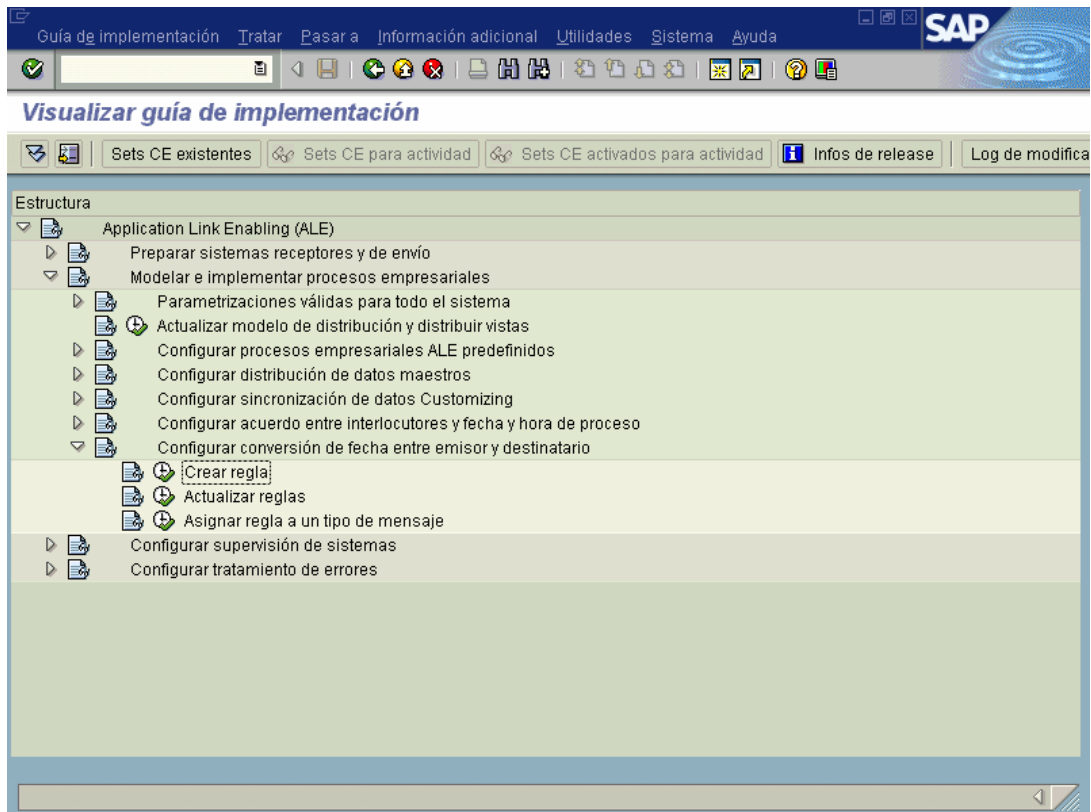 Guía de implementación Tratar Pasar a Información adicional Utilidades Sistema Ayuda
SAP
Visualizar guía de implementación
Sets CE existentes Sets CE para actividad Sets CE activados para actividad Infos de release Log de modifica
Estructura
Application Link Enabling (ALE)
Preparar sistemas receptores y de envío
Modelar e implementar procesos empresariales
Parametrizaciones válidas para todo el sistema
Actualizar modelo de distribución y distribuir vistas
Configurar procesos empresariales ALE predefinidos
Configurar distribución de datos maestros
Configurar sincronización de datos Customizing
Configurar acuerdo entre interlocutores y fecha y hora de proceso
Configurar conversión de fecha entre emisor y destinatario
Crear regla
Actualizar reglas
Asignar regla a un tipo de mensaje
Configurar supervisión de sistemas
Configurar tratamiento de errores